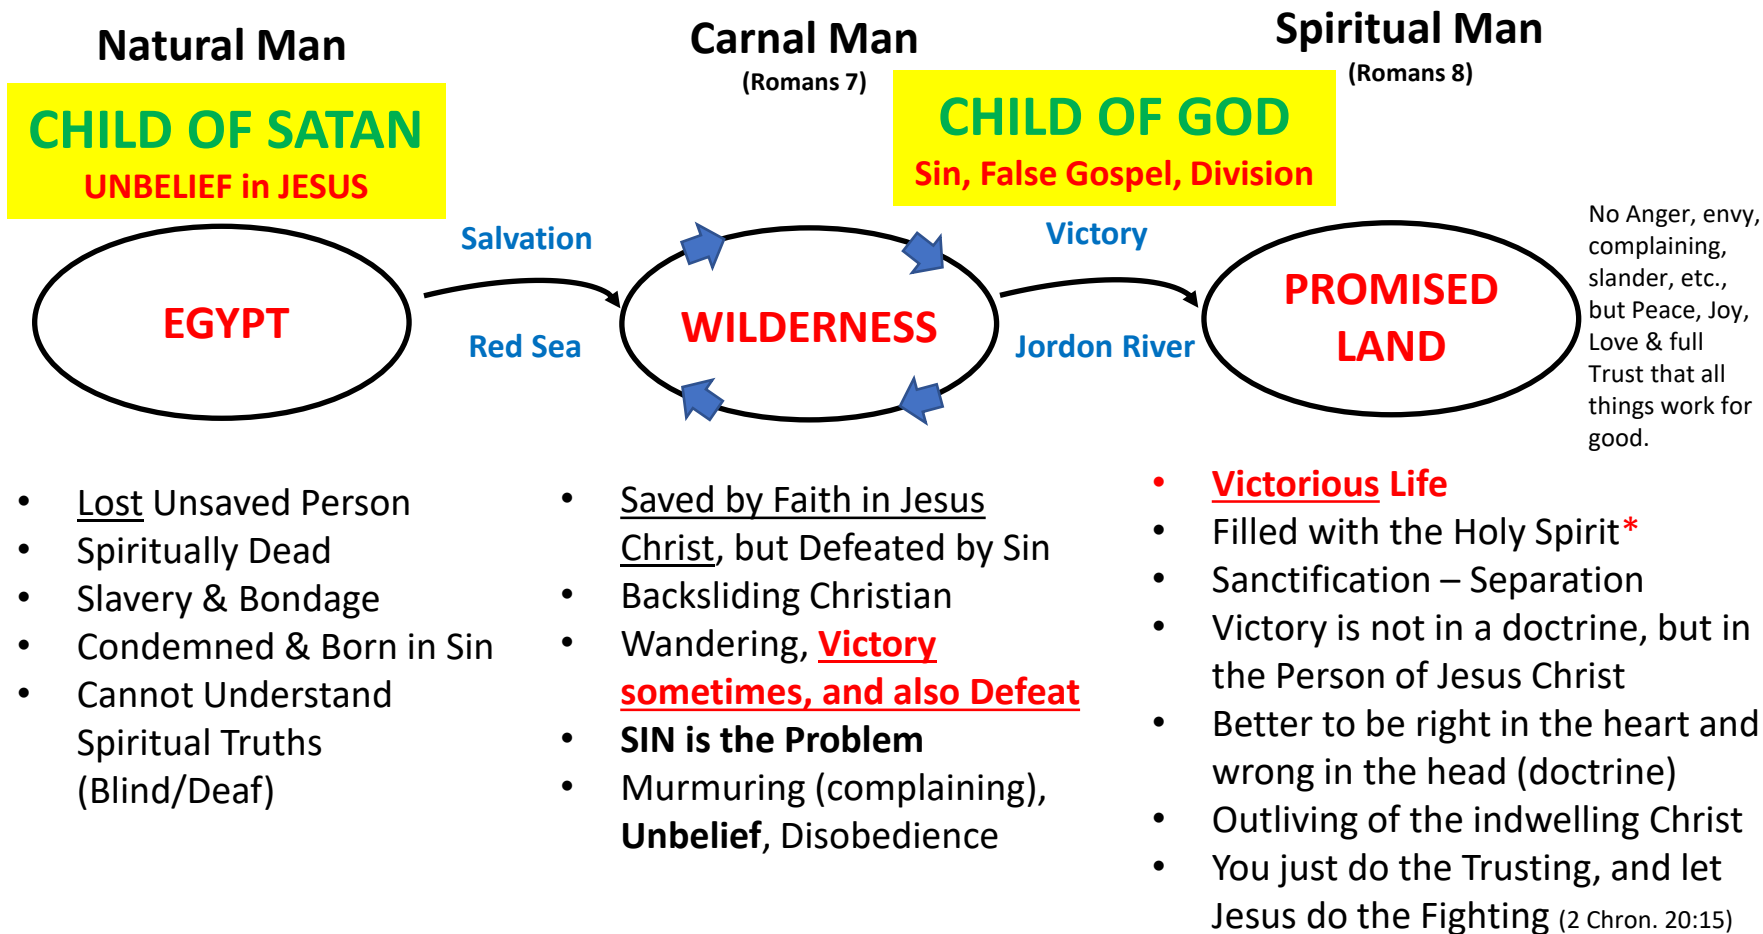 Natural Man
Carnal Man
(Romans 7)
Spiritual Man
(Romans 8)
CHILD OF SATAN
UNBELIEF in JESUS
CHILD OF GOD
Sin, False Gospel, Division
EGYPT
Salvation
Red Sea
WILDERNESS
Victory
Jordon River
PROMISED
LAND
No Anger, envy,
complaining,
slander, etc.,
but Peace, Joy,
Love & full
Trust that all
things work for
good.
• Lost Unsaved Person
• Spiritually Dead
• Slavery & Bondage
• Condemned & Born in Sin
• Cannot Understand
Spiritual Truths
(Blind/Deaf)
• Saved by Faith in Jesus
Christ, but Defeated by Sin
• Backsliding Christian
• Wandering, Victory
sometimes, and also Defeat
• SIN is the Problem
• Murmuring (complaining),
Unbelief, Disobedience
• Victorious Life
• Filled with the Holy Spirit*
• Sanctification – Separation
• Victory is not in a doctrine, but in
the Person of Jesus Christ
• Better to be right in the heart and
wrong in the head (doctrine)
• Outliving of the indwelling Christ
• You just do the Trusting, and let
Jesus do the Fighting (2 Chron. 20:15)